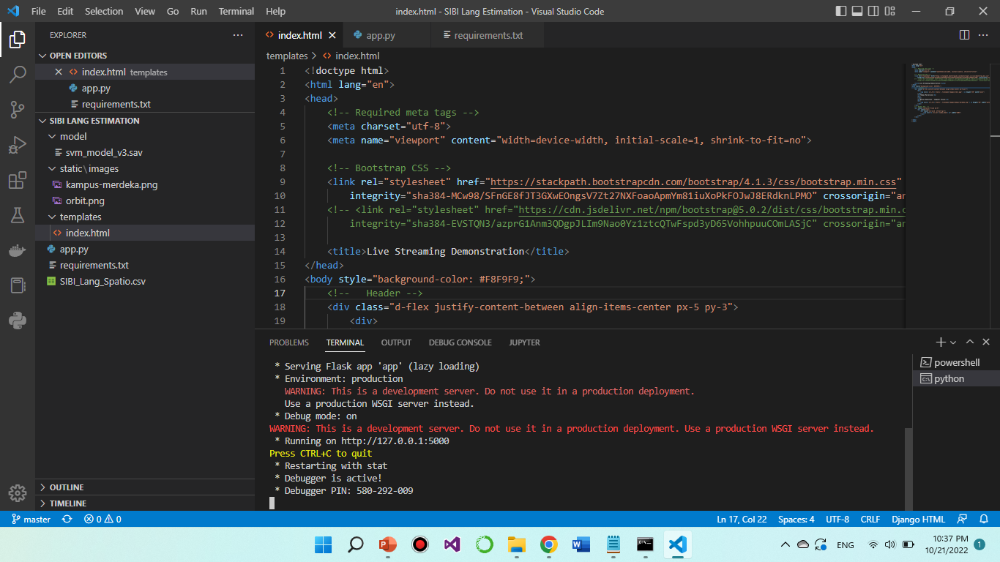 File Edit Selection View Go Run Terminal Help
index.html - SIBI Lang Estimation - Visual Studio Code
EXPLORER
OPEN EDITORS
index.html templates
app.py
requirements.txt
SIBI LANG ESTIMATION
model
svm_model_v3.sav
static\images
kampus-merdeka.png
orbit.png
templates
index.html
app.py
requirements.txt
SIBI_Lang_Spatio.csv
OUTLINE
TIMELINE
index.html app.py requirements.txt
templates > index.html
1 <!doctype html>
2 <html lang="en">
3 <head>
4 <!-- Required meta tags -->
5 <meta charset="utf-8">
6 <meta name="viewport" content="width=device-width, initial-scale=1, shrink-to-fit=no">
7
8 <!-- Bootstrap CSS -->
9 <link rel="stylesheet" href="https://stackpath.bootstrapcdn.com/bootstrap/4.1.3/css/bootstrap.min.css"
10 integrity="sha384-MCw98/SFnGE8fJT3GXwEOngsV7Zt27NXFoaoApmYm81iuXoPkFOJwJ8ERdknLPMO" crossorigin="an
11 <!-- <link rel="stylesheet" href="https://cdn.jsdelivr.net/npm/bootstrap@5.0.2/dist/css/bootstrap.min.c
12 integrity="sha384-EVSTQN3/azprG1Anm3QDgpJLIm9Nao0Yz1ztcQTwFspd3yD65VohhpuuCOmLASjC" crossorigin="an
13
14 <title>Live Streaming Demonstration</title>
15 </head>
16 <body style="background-color: #F8F9F9;">
17 <!--   Header -->
18 <div class="d-flex justify-content-between align-items-center px-5 py-3">
19 <div>
PROBLEMS TERMINAL OUTPUT DEBUG CONSOLE JUPYTER
* Serving Flask app 'app' (lazy loading)
* Environment: production
WARNING: This is a development server. Do not use it in a production deployment.
Use a production WSGI server instead.
* Debug mode: on
WARNING: This is a development server. Do not use it in a production deployment. Use a production WSGI server instead.
* Running on http://127.0.0.1:5000
Press CTRL+C to quit
* Restarting with stat
* Debugger is active!
* Debugger PIN: 580-292-009
powershell
python
master 0 0 Ln 17, Col 22 Spaces: 4 UTF-8 CRLF Django HTML
ENG 10:37 PM
10/21/2022 1